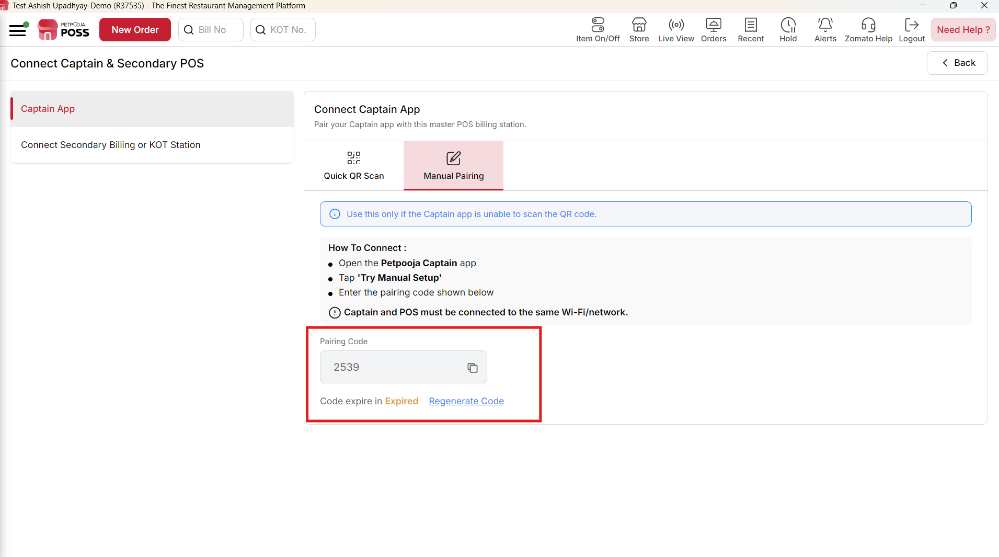 Test Ashish Upadhyay-Demo (R37535) - The Finest Restaurant Management Platform
PETPOOJA
POSS
New Order
Bill No
KOT No.
Item On/Off
Store
Live View
Orders
Recent
Hold
Alerts
Zomato Help
Logout
Need Help ?
Connect Captain & Secondary POS
Back
Captain App
Connect Secondary Billing or KOT Station
Connect Captain App
Pair your Captain app with this master POS billing station.
Quick QR Scan
Manual Pairing
Use this only if the Captain app is unable to scan the QR code.
How To Connect :
Open the Petpooja Captain app
Tap 'Try Manual Setup'
Enter the pairing code shown below
Captain and POS must be connected to the same Wi-Fi/network.
Pairing Code
2539
Code expire in Expired Regenerate Code